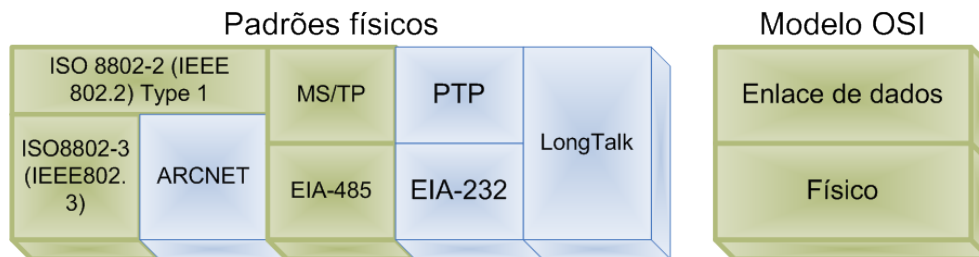 Padrões físicos
Modelo OSI
ISO 8802-2 (IEEE
802.2) Type 1
MS/TP
PTP
LongTalk
Enlace de dados
ISO8802-3
(IEEE802.
3)
ARCNET
EIA-485
EIA-232
Físico